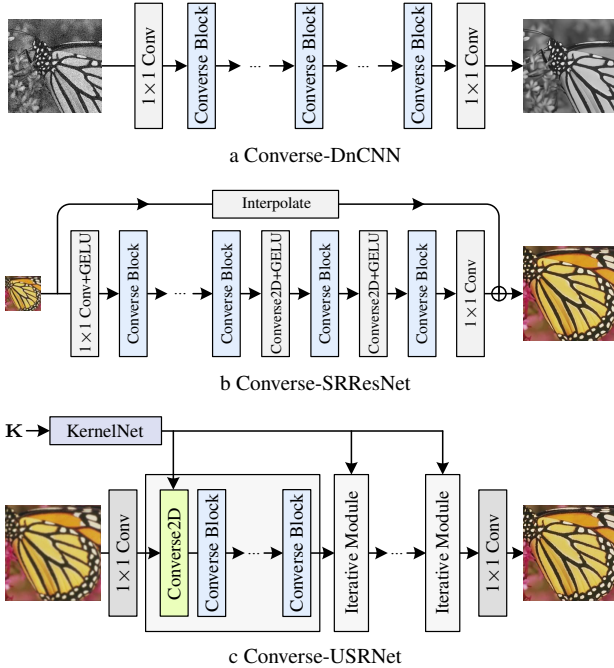 1×1 Conv
Converse Block
...
Converse Block
...
Converse Block
1×1 Conv
a Converse-DnCNN
Interpolate
1×1 Conv+GELU
Converse Block
...
Converse Block
Converse2D+GELU
Converse Block
Converse2D+GELU
Converse Block
1×1 Conv
b Converse-SRResNet
K
KernelNet
1×1 Conv
Converse2D
Converse Block
...
Converse Block
Iterative Module
...
Iterative Module
1×1 Conv
c Converse-USRNet